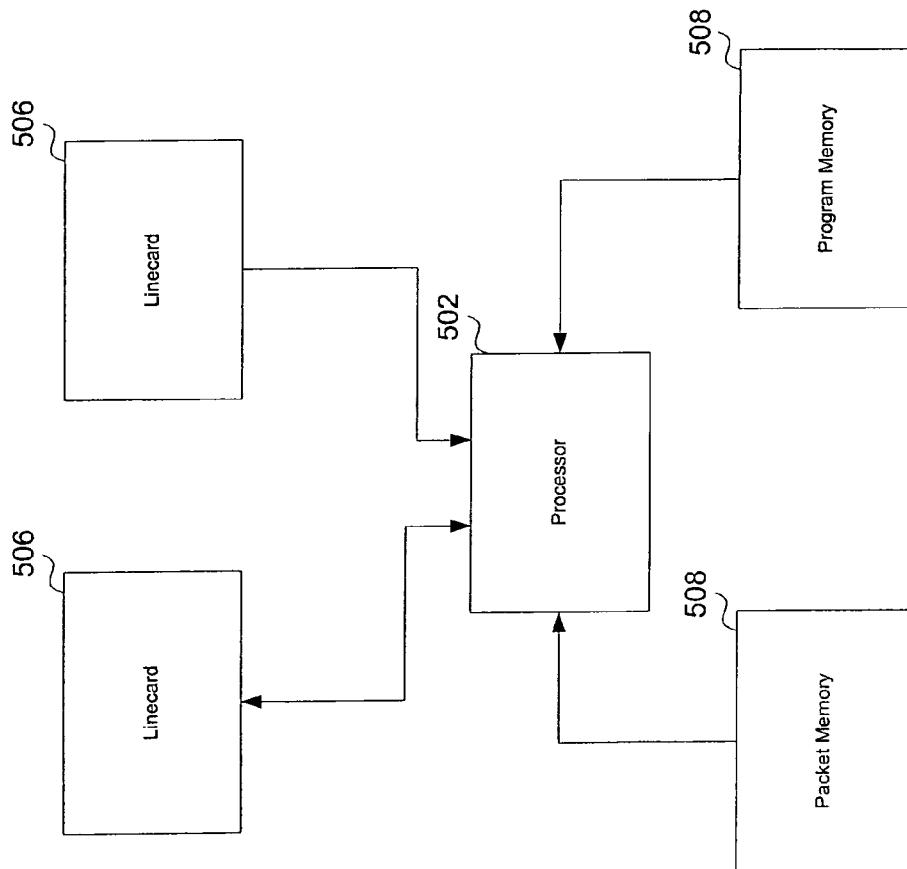 506
Linecard
506
Linecard
502
Processor
508
Packet Memory
508
Program Memory